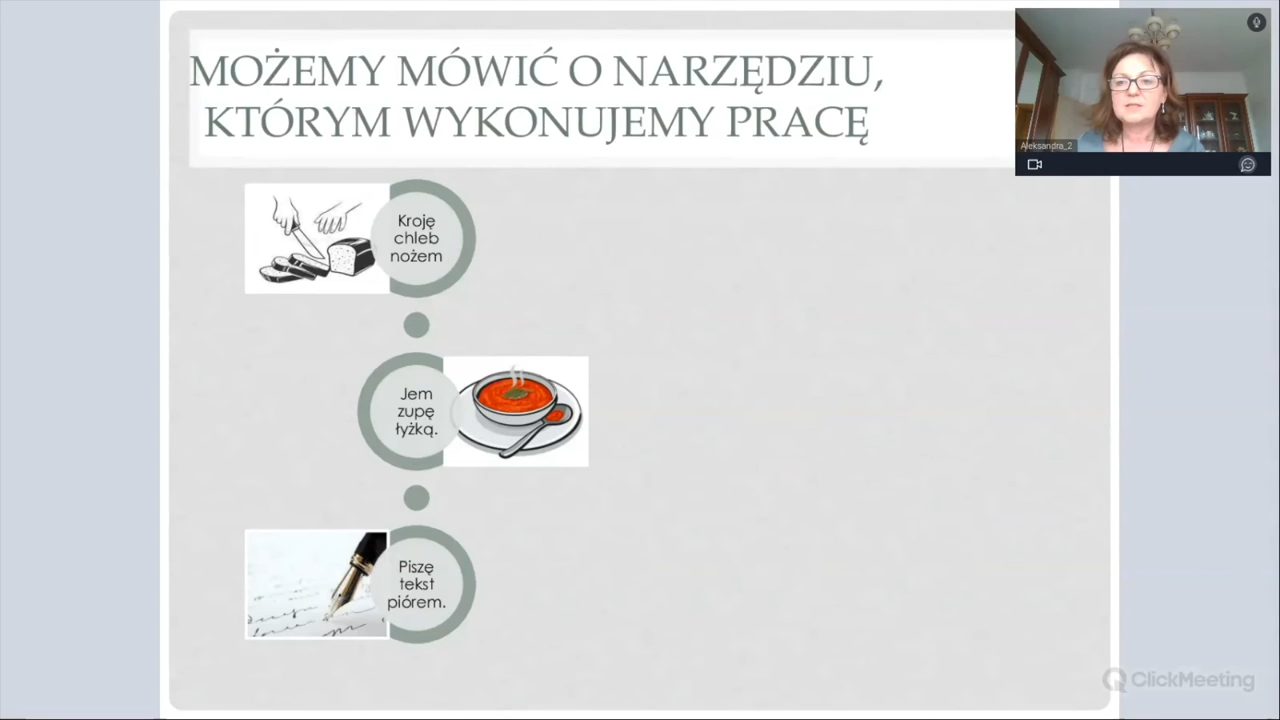 MOŻEMY MÓWIĆ O NARZĘDZIU,
KTÓRYM WYKONUJEMY PRACĘ
Aleksandra_2
Kroję
chleb
nożem
Jem
zupę
łyżką.
Piszę
tekst
piórem.
ClickMeeting